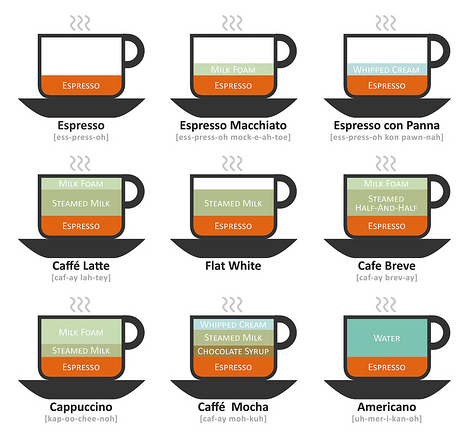 Espresso
Espresso
[ess-press-oh]
Milk Foam
Espresso
Espresso Macchiato
[ess-press-oh mock-e-ah-toe]
Whipped Cream
Espresso
Espresso con Panna
[ess-press-oh kon pawn-nah]
Milk Foam
Steamed Milk
Espresso
Caffé Latte
[caf-ay lah-tey]
Steamed Milk
Espresso
Flat White
Milk Foam
Steamed
Half-And-Half
Espresso
Cafe Breve
[caf-ay brev-ay]
Milk Foam
Steamed Milk
Espresso
Cappuccino
[kap-oo-chee-noh]
Whipped Cream
Steamed Milk
Chocolate Syrup
Espresso
Caffé Mocha
[caf-ay moh-kuh]
Water
Espresso
Americano
[uh-mer-i-kan-oh]